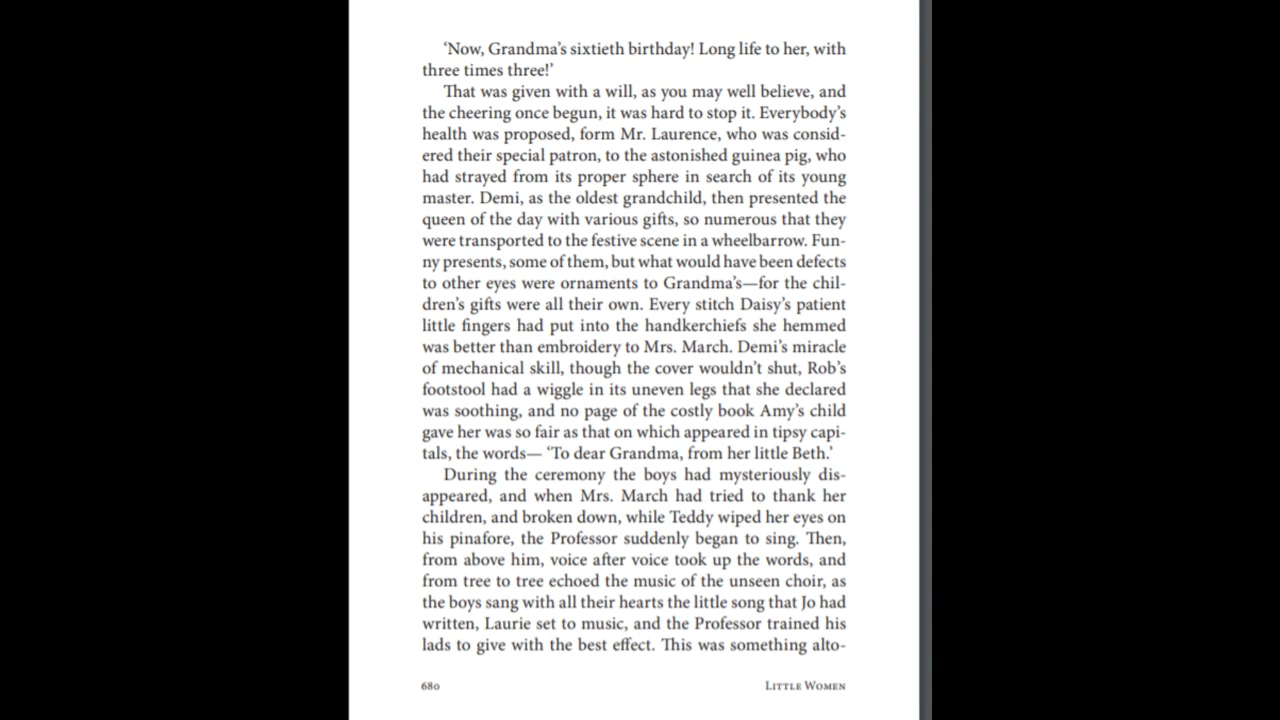 ‘Now, Grandma’s sixtieth birthday! Long life to her, with
three times three!’
That was given with a will, as you may well believe, and
the cheering once begun, it was hard to stop it. Everybody’s
health was proposed, form Mr. Laurence, who was consid-
ered their special patron, to the astonished guinea pig, who
had strayed from its proper sphere in search of its young
master. Demi, as the oldest grandchild, then presented the
queen of the day with various gifts, so numerous that they
were transported to the festive scene in a wheelbarrow. Fun-
ny presents, some of them, but what would have been defects
to other eyes were ornaments to Grandma’s—for the chil-
dren’s gifts were all their own. Every stitch Daisy’s patient
little fingers had put into the handkerchiefs she hemmed
was better than embroidery to Mrs. March. Demi’s miracle
of mechanical skill, though the cover wouldn’t shut, Rob’s
footstool had a wiggle in its uneven legs that she declared
was soothing, and no page of the costly book Amy’s child
gave her was so fair as that on which appeared in tipsy capi-
tals, the words— ‘To dear Grandma, from her little Beth.’
During the ceremony the boys had mysteriously dis-
appeared, and when Mrs. March had tried to thank her
children, and broken down, while Teddy wiped her eyes on
his pinafore, the Professor suddenly began to sing. Then,
from above him, voice after voice took up the words, and
from tree to tree echoed the music of the unseen choir, as
the boys sang with all their hearts the little song that Jo had
written, Laurie set to music, and the Professor trained his
lads to give with the best effect. This was something alto-
680 Little Women